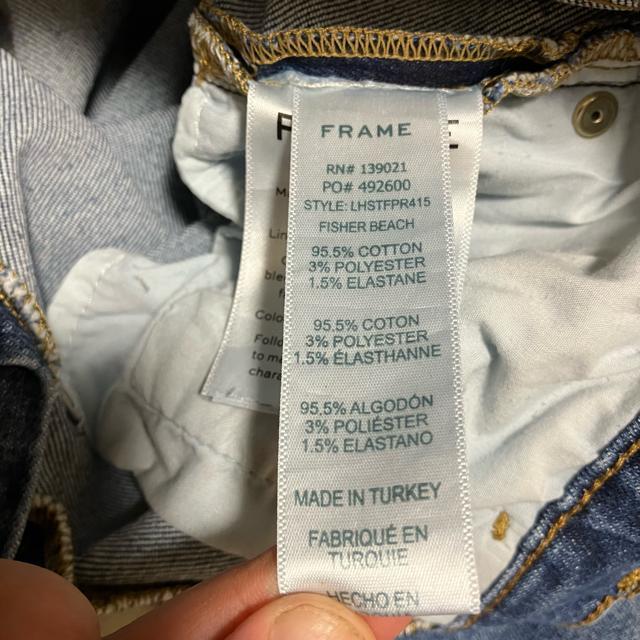 FRAME
RN# 139021
PO# 492600
STYLE: LHSTFPR415
FISHER BEACH
95.5% COTTON
3% POLYESTER
1.5% ELASTANE
95.5% COTON
3% POLYESTER
1.5% ÉLASTHANNE
95.5% ALGODÓN
3% POLIÉSTER
1.5% ELASTANO
MADE IN TURKEY
FABRIQUÉ EN
TURQUIE
HECHO EN